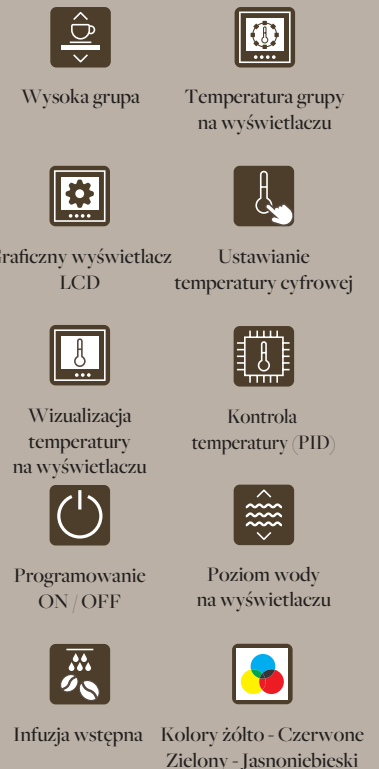 Wysoka grupa
Temperatura grupy
na wyświetlaczu
Graficzny wyświetlacz
LCD
Ustawianie
temperatury cyfrowej
Wizualizacja
temperatury
na wyświetlaczu
Kontrola
temperatury (PID)
Programowanie
ON / OFF
Poziom wody
na wyświetlaczu
Infuzja wstępna
Kolory żółto - Czerwone
Zielony - Jasnoniebieski